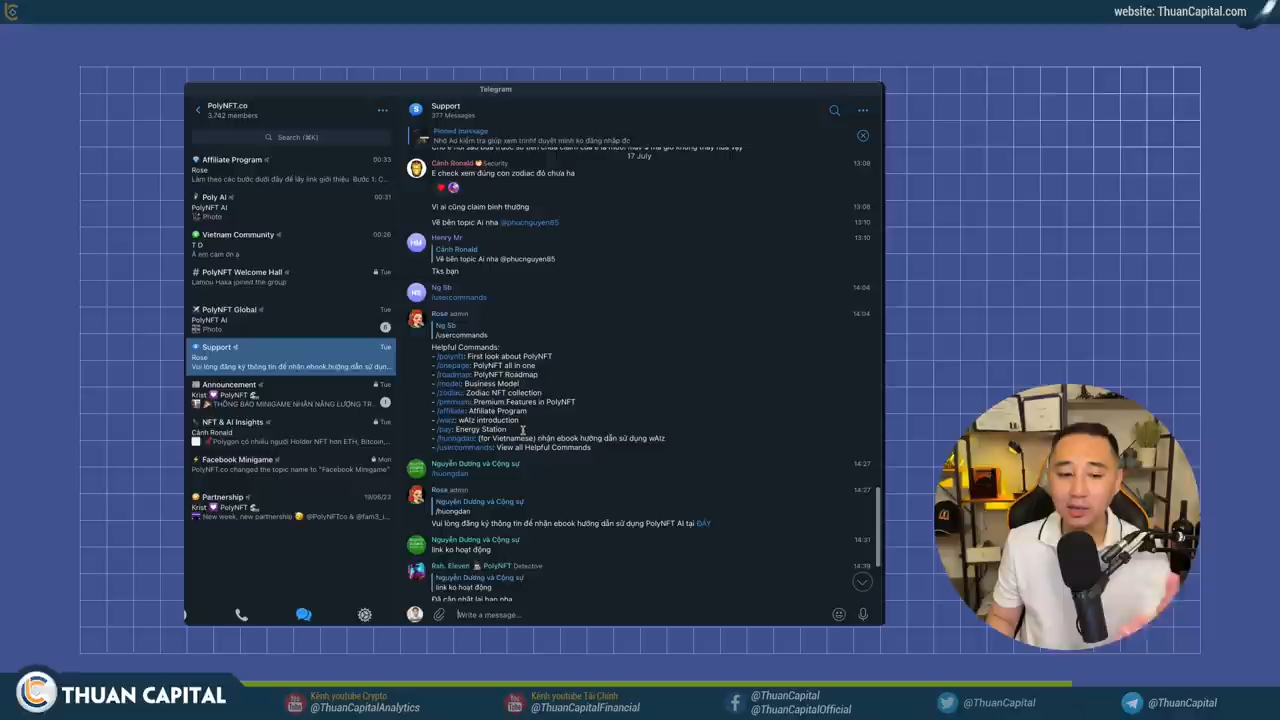 website: ThuanCapital.com
Telegram
PolyNFT.co
3,742 members
Search (⌘K)
Affiliate Program
00:33
Rose
Làm theo các bước dưới đây để lấy link giới thiệu Bước 1: C...
Poly AI
00:31
PolyNFT AI
Photo
Vietnam Community
00:26
T D
À em cảm ơn ạ
# PolyNFT Welcome Hall
Tue
Lamou Haxa joined the group
PolyNFT Global
Tue
PolyNFT AI
Photo
6
Support
Tue
Rose
Vui lòng đăng ký thông tin để nhận ebook hướng dẫn sử dụn...
Announcement
Tue
Krist PolyNFT
THÔNG BÁO MINIGAME NHẬN NĂNG LƯỢNG TR...
1
NFT & AI Insights
Tue
Cảnh Ronald
Polygon có nhiều người Holder NFT hơn ETH, Bitcoin,...
Facebook Minigame
Mon
PolyNFT.co changed the topic name to "Facebook Minigame"
Partnership
19/06/23
Krist PolyNFT
New week, new partnership @PolyNFTco & @fam3_i...
Support
377 Messages
Pinned message
Nhờ Ad kiểm tra giúp xem trinhf duyệt mình ko đăng nhập đc
17 July
Cảnh Ronald Security
13:08
E check xem đúng con zodiac đó chưa ha
Vì ai cũng claim bình thường
13:08
Về bên topic Ai nha @phucnguyen85
13:10
Henry Mr
13:10
Cảnh Ronald
Về bên topic Ai nha @phucnguyen85
Tks bạn
Ng Sb
14:04
/usercommands
Rose admin
14:04
Ng Sb
/usercommands
Helpful Commands:
- /polynft: First look about PolyNFT
- /onepage: PolyNFT all in one
- /roadmap: PolyNFT Roadmap
- /model: Business Model
- /zodiac: Zodiac NFT collection
- /premium: Premium Features in PolyNFT
- /affiliate: Affiliate Program
- /waiz: wAIz introduction
- /pay: Energy Station
- /huongdan: (for Vietnamese) nhận ebook hướng dẫn sử dụng wAIz
- /usercommands: View all Helpful Commands
Nguyễn Dương và Cộng sự
14:27
/huongdan
Rose admin
14:27
Nguyễn Dương và Cộng sự
/huongdan
Vui lòng đăng ký thông tin để nhận ebook hướng dẫn sử dụng PolyNFT AI tại ĐÂY
Nguyễn Dương và Cộng sự
14:31
link ko hoạt động
Rsh. Eleven PolyNFT Detective
14:39
Nguyễn Dương và Cộng sự
link ko hoạt động
Write a message...
THUAN CAPITAL
Kênh youtube Crypto
@ThuanCapitalAnalytics
Kênh youtube Tài Chính
@ThuanCapitalFinancial
@ThuanCapital
@ThuanCapitalOfficial
@ThuanCapital
@ThuanCapital